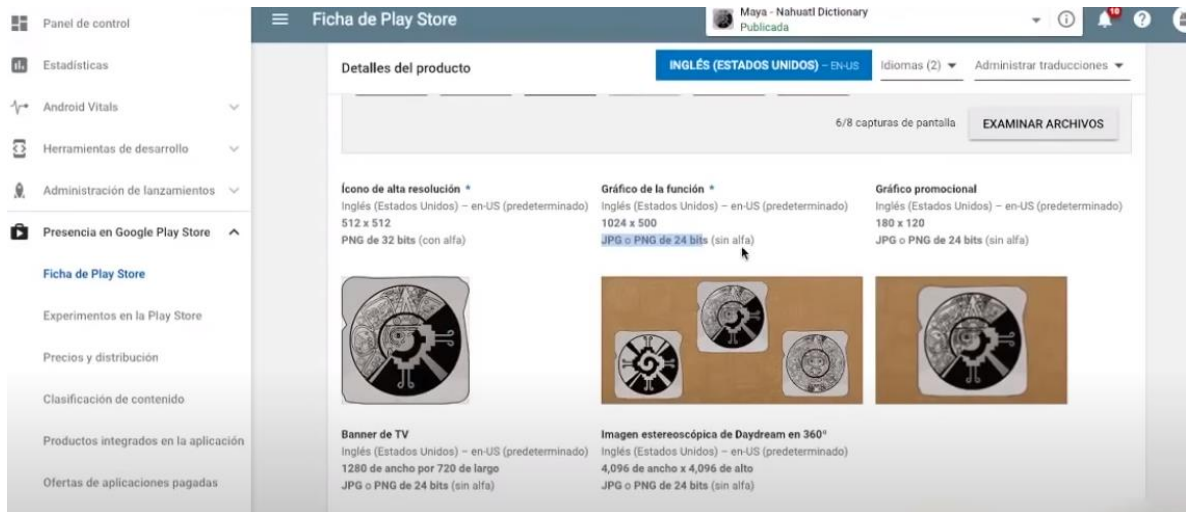 Panel de control
Estadísticas
Android Vitals
Herramientas de desarrollo
Administración de lanzamientos
Presencia en Google Play Store
Ficha de Play Store
Experimentos en la Play Store
Precios y distribución
Clasificación de contenido
Productos integrados en la aplicación
Ofertas de aplicaciones pagadas
Ficha de Play Store
Maya - Nahuatl Dictionary
Publicada
10
Detalles del producto
INGLÉS (ESTADOS UNIDOS) – EN-US
Idiomas (2)
Administrar traducciones
6/8 capturas de pantalla
EXAMINAR ARCHIVOS
Ícono de alta resolución *
Inglés (Estados Unidos) – en-US (predeterminado)
512 x 512
PNG de 32 bits (con alfa)
Gráfico de la función *
Inglés (Estados Unidos) – en-US (predeterminado)
1024 x 500
JPG o PNG de 24 bits (sin alfa)
Gráfico promocional
Inglés (Estados Unidos) – en-US (predeterminado)
180 x 120
JPG o PNG de 24 bits (sin alfa)
Banner de TV
Inglés (Estados Unidos) – en-US (predeterminado)
1280 de ancho por 720 de largo
JPG o PNG de 24 bits (sin alfa)
Imagen estereoscópica de Daydream en 360º
Inglés (Estados Unidos) – en-US (predeterminado)
4,096 de ancho x 4,096 de alto
JPG o PNG de 24 bits (sin alfa)